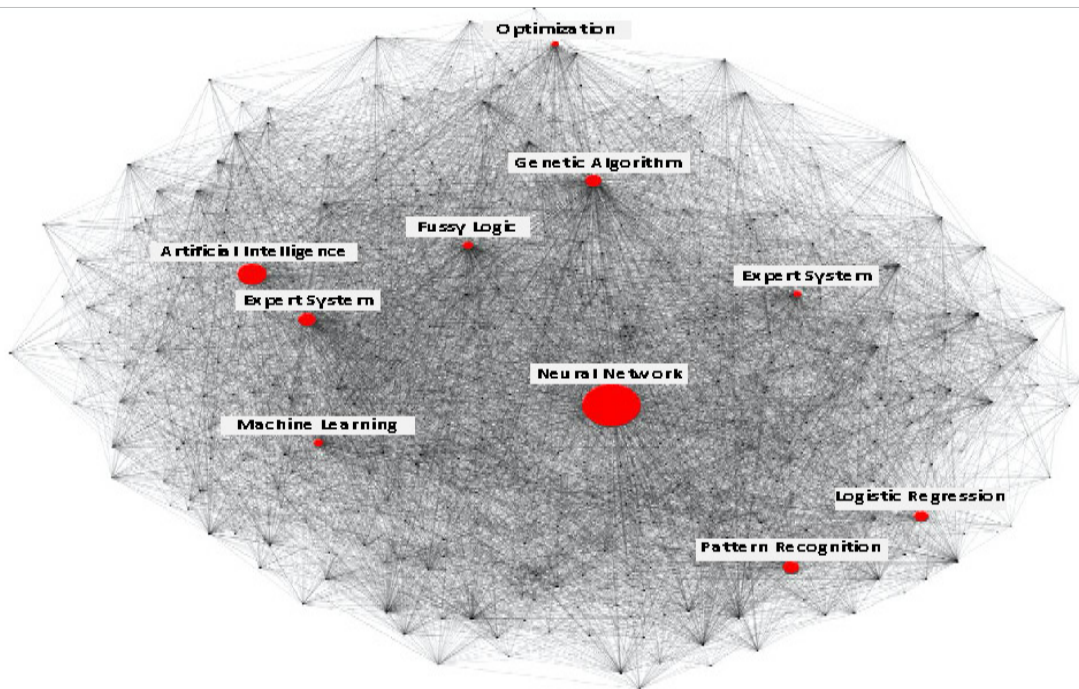 Optimization
Genetic Algorithm
Fussy Logic
Artificial Intelligence
Expert System
Expert System
Neural Network
Machine Learning
Logistic Regression
Pattern Recognition